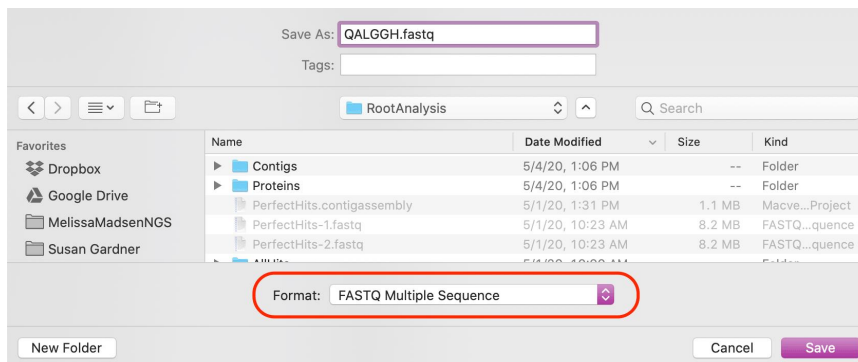 Save As: QALGGH.fastq
Tags:
RootAnalysis
Search
Favorites
Dropbox
Google Drive
MelissaMadsenNGS
Susan Gardner
Name Date Modified Size Kind
Contigs 5/4/20, 1:06 PM -- Folder
Proteins 5/4/20, 1:06 PM -- Folder
PerfectHits.contigassembly 5/1/20, 1:31 PM 1.1 MB Macve...Project
PerfectHits-1.fastq 5/1/20, 10:23 AM 8.2 MB FASTQ...quence
PerfectHits-2.fastq 5/1/20, 10:23 AM 8.2 MB FASTQ...quence
Format: FASTQ Multiple Sequence
New Folder Cancel Save